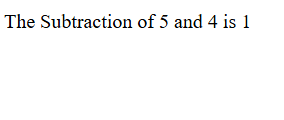 The Subtraction of 5 and 4 is 1